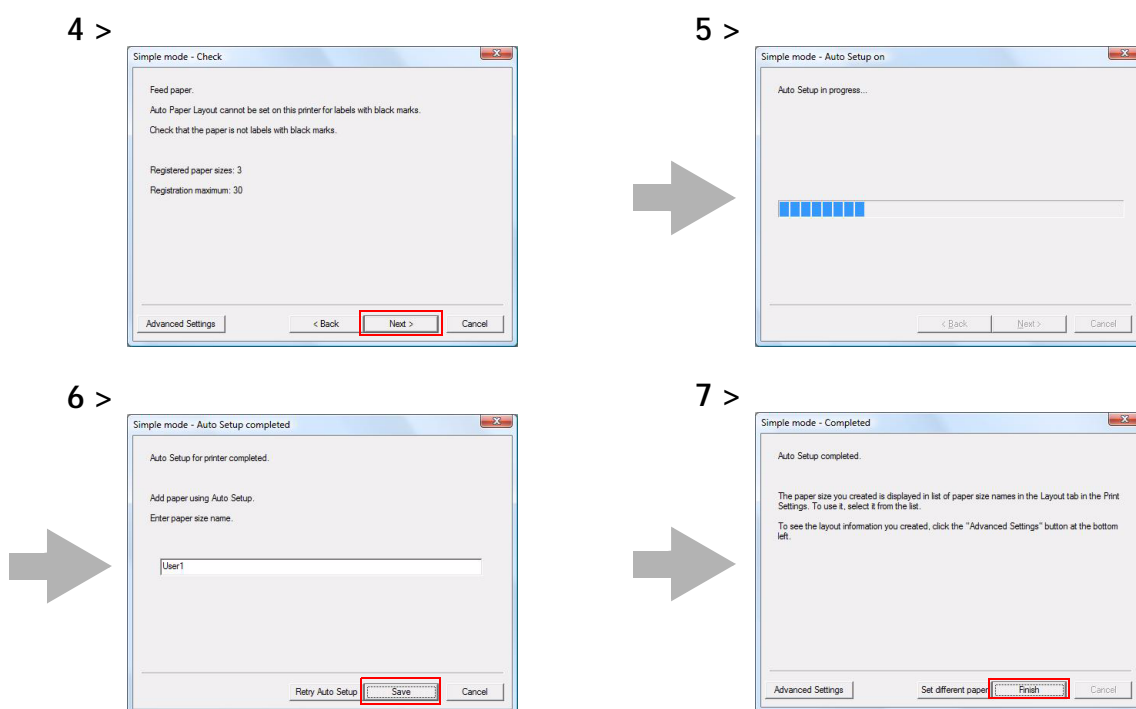 4 >
Simple mode - Check
Feed paper.
Auto Paper Layout cannot be set on this printer for labels with black marks.
Check that the paper is not labels with black marks.
Registered paper sizes: 3
Registration maximum: 30
Advanced Settings
< Back
Next >
Cancel
5 >
Simple mode - Auto Setup on
Auto Setup in progress...
< Back
Next >
Cancel
6 >
Simple mode - Auto Setup completed
Auto Setup for printer completed.
Add paper using Auto Setup.
Enter paper size name.
User1
Retry Auto Setup
Save
Cancel
7 >
Simple mode - Completed
Auto Setup completed.
The paper size you created is displayed in list of paper size names in the Layout tab in the Print
Settings. To use it, select it from the list.
To see the layout information you created, click the "Advanced Settings" button at the bottom
left.
Advanced Settings
Set different paper
Finish
Cancel